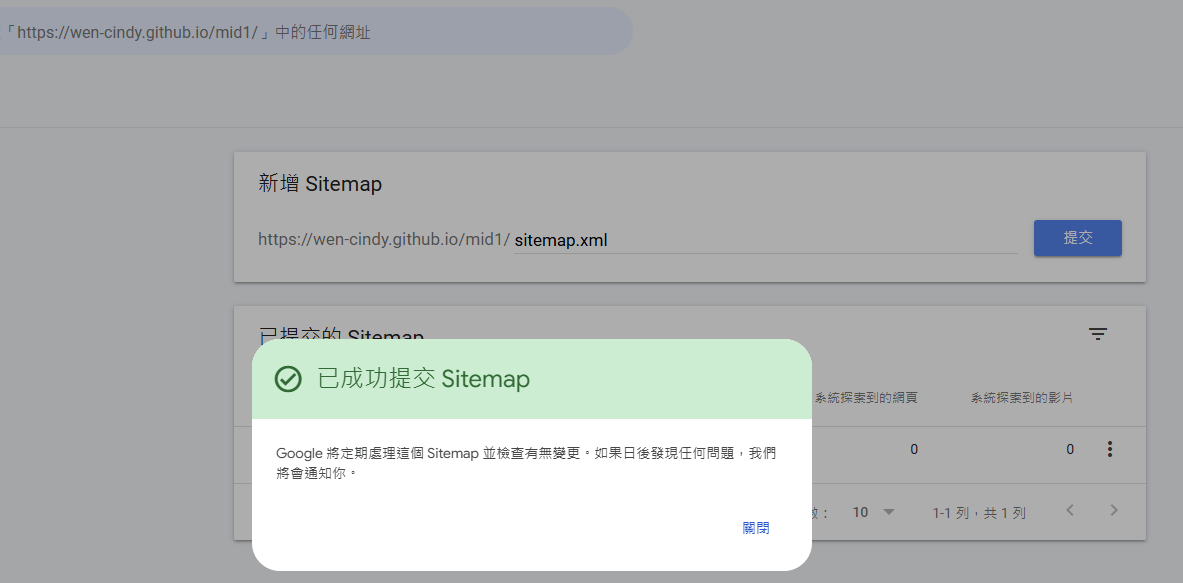 「https://wen-cindy.github.io/mid1/」中的任何網址
新增 Sitemap
https://wen-cindy.github.io/mid1/ sitemap.xml
提交
已提交的 Sitemap
已成功提交 Sitemap
系統探索到的網頁 系統探索到的影片
Google 將定期處理這個 Sitemap 並檢查有無變更。如果日後發現任何問題，我們
將會通知你。
0 0
數： 10 1-1 列，共 1 列
關閉